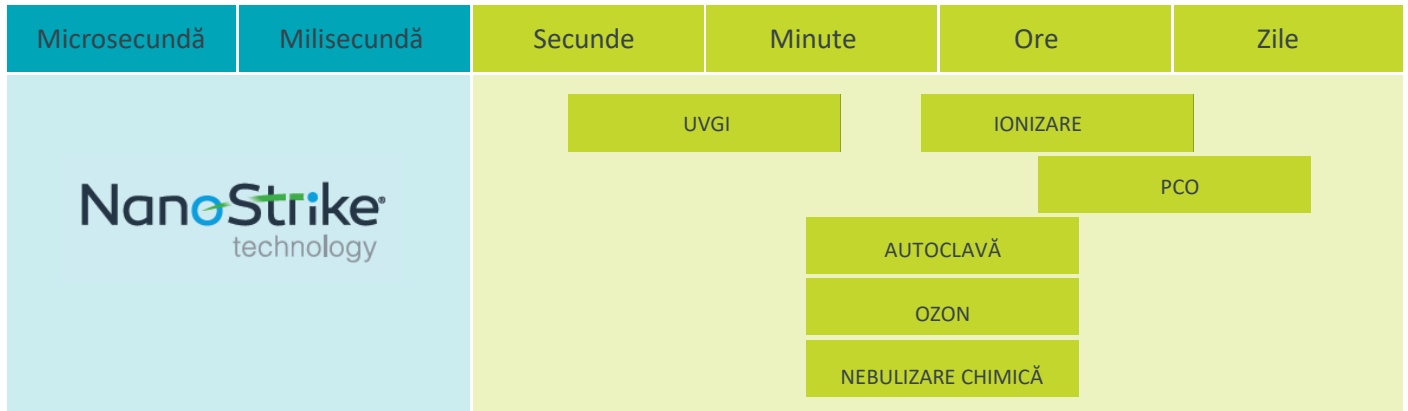 Microsecundă Milisecundă Secunde Minute Ore Zile
UVGI IONIZARE
PCO
NanoStrike®
technology
AUTOCLAVĂ
OZON
NEBULIZARE CHIMICĂ